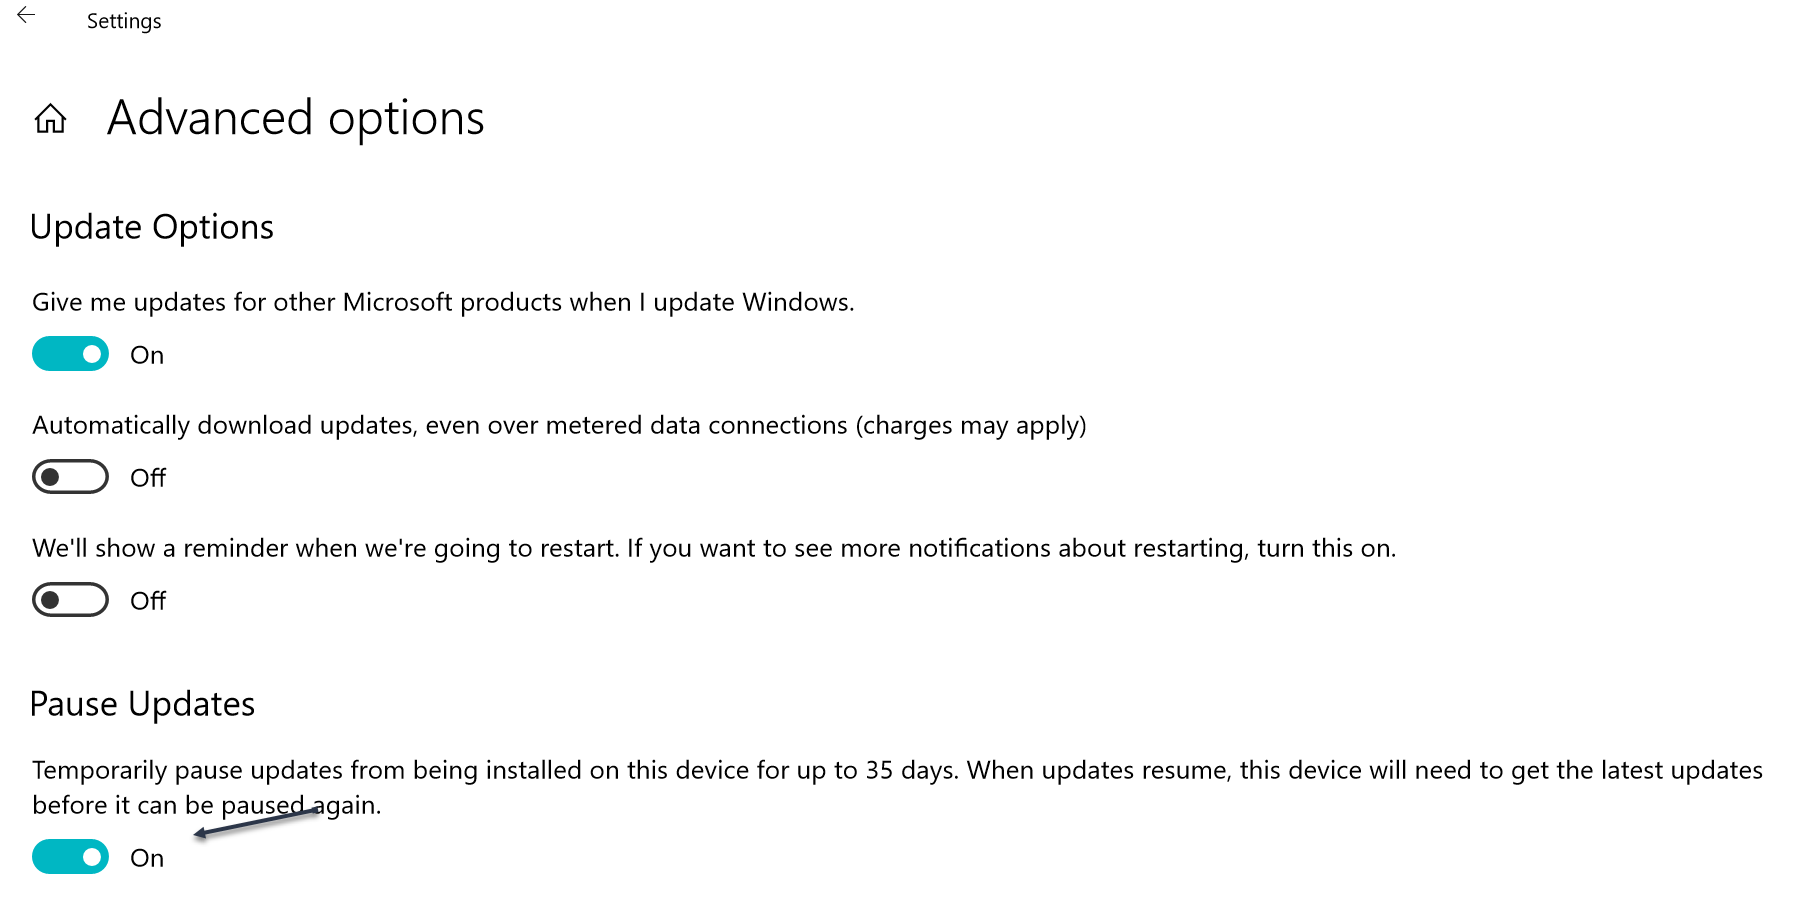 Settings
Advanced options
Update Options
Give me updates for other Microsoft products when I update Windows.
On
Automatically download updates, even over metered data connections (charges may apply)
Off
We'll show a reminder when we're going to restart. If you want to see more notifications about restarting, turn this on.
Off
Pause Updates
Temporarily pause updates from being installed on this device for up to 35 days. When updates resume, this device will need to get the latest updates
before it can be paused again.
On